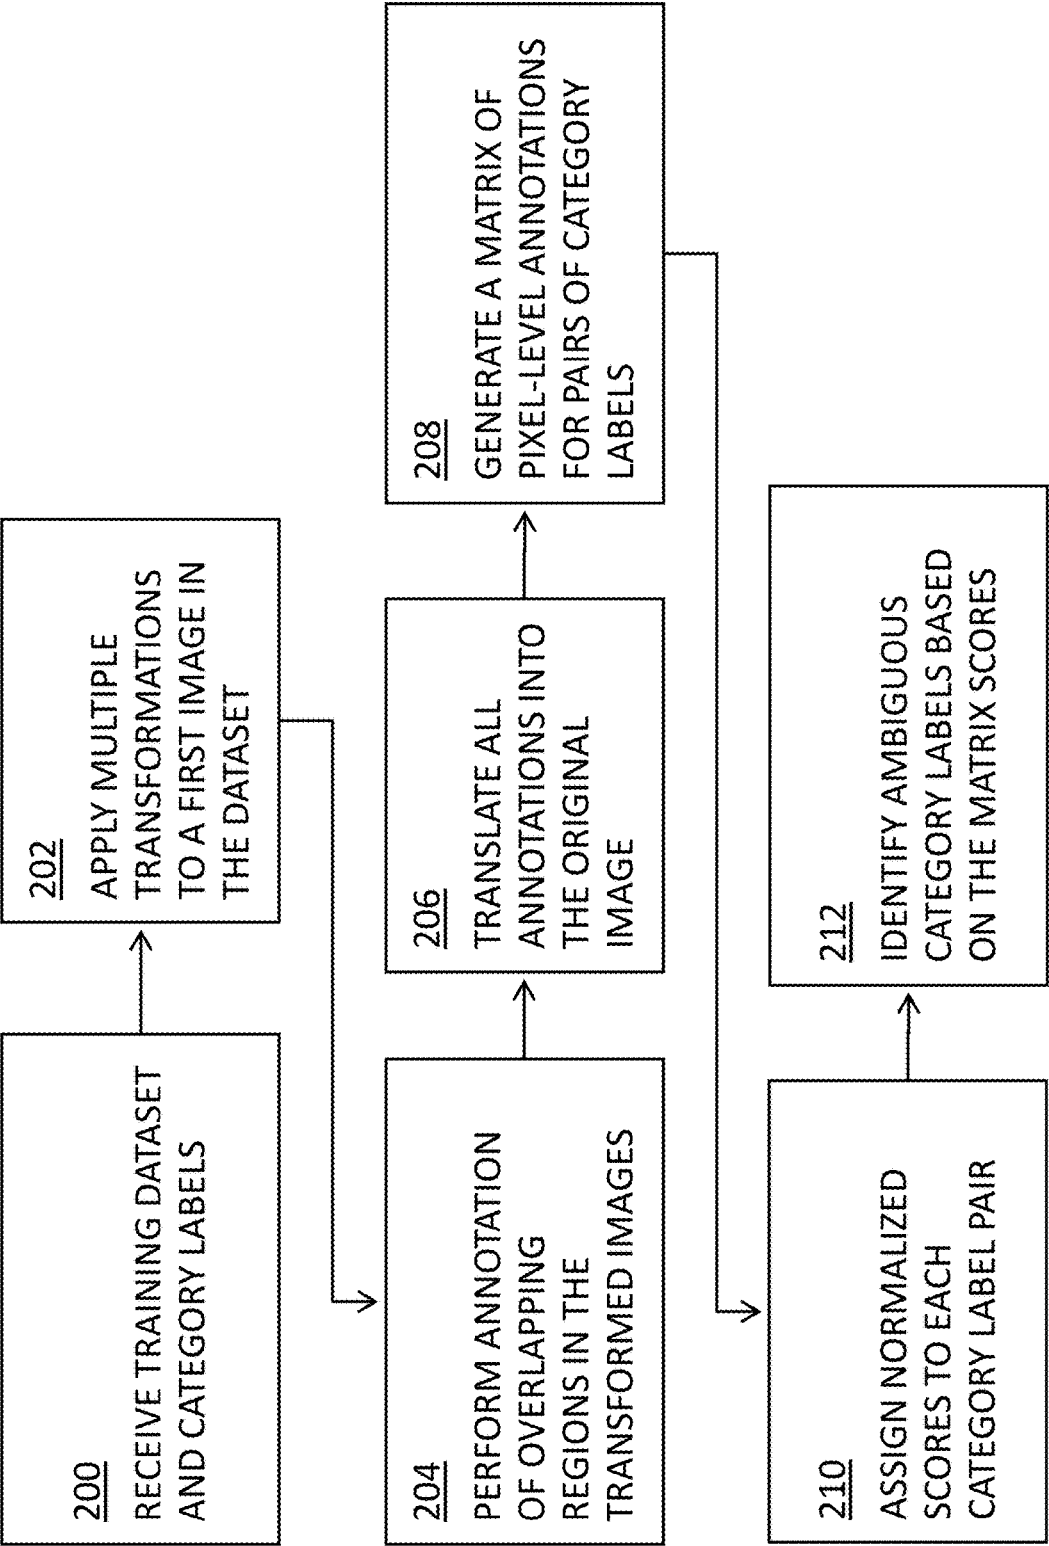 200
RECEIVE TRAINING DATASET
AND CATEGORY LABELS
202
APPLY MULTIPLE
TRANSFORMATIONS
TO A FIRST IMAGE IN
THE DATASET
204
PERFORM ANNOTATION
OF OVERLAPPING
REGIONS IN THE
TRANSFORMED IMAGES
206
TRANSLATE ALL
ANNOTATIONS INTO
THE ORIGINAL
IMAGE
208
GENERATE A MATRIX OF
PIXEL-LEVEL ANNOTATIONS
FOR PAIRS OF CATEGORY
LABELS
210
ASSIGN NORMALIZED
SCORES TO EACH
CATEGORY LABEL PAIR
212
IDENTIFY AMBIGUOUS
CATEGORY LABELS BASED
ON THE MATRIX SCORES